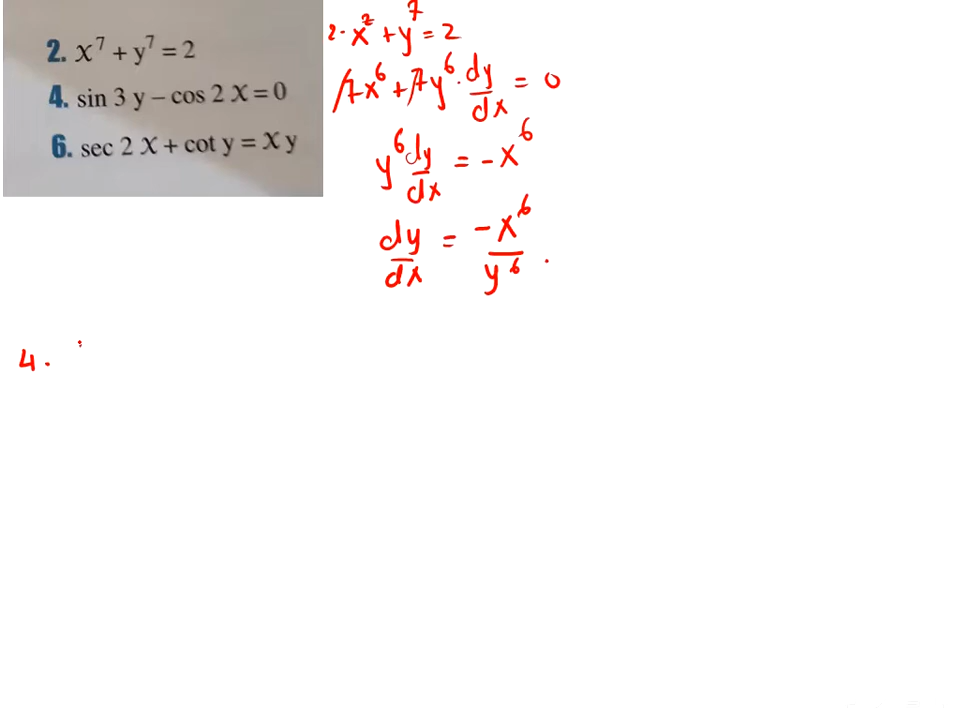 2. x⁷ + y⁷ = 2
4. sin 3 y – cos 2 X = 0
6. sec 2 X + cot y = X y
2. x² + y⁷ = 2
7x⁶ + 7y⁶ · dy/dx = 0
y⁶ dy/dx = -x⁶
dy/dx = -x⁶/y⁶ .
4.